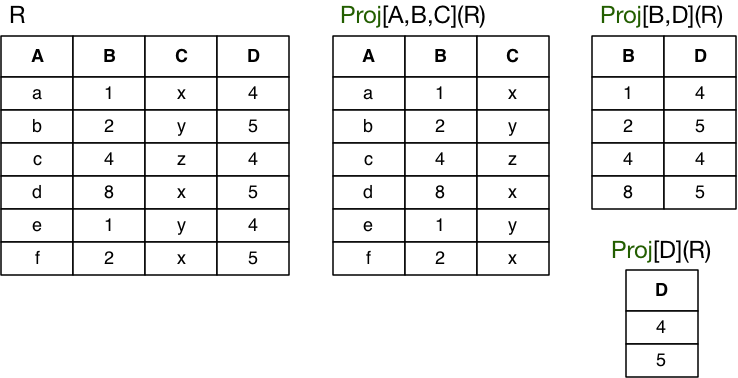 R
A B C D
a 1 x 4
b 2 y 5
c 4 z 4
d 8 x 5
e 1 y 4
f 2 x 5
Proj[A,B,C](R)
A B C
a 1 x
b 2 y
c 4 z
d 8 x
e 1 y
f 2 x
Proj[B,D](R)
B D
1 4
2 5
4 4
8 5
Proj[D](R)
D
4
5